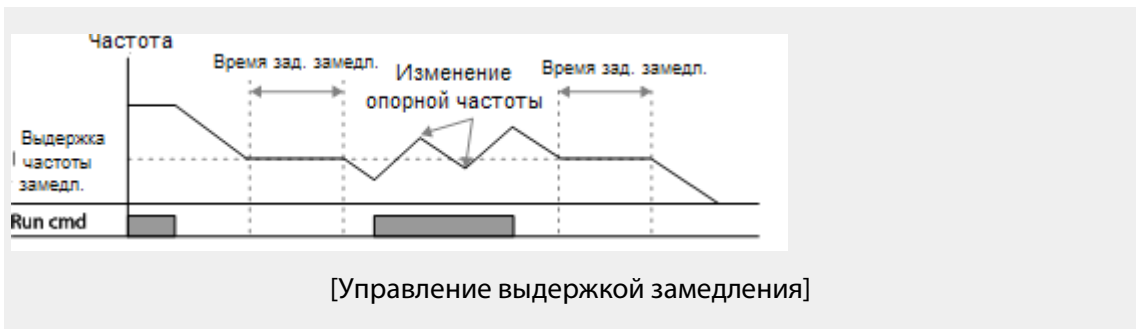 Частота
Время зад. замедл.
Изменение
опорной частоты
Время зад. замедл.
Выдержка
частоты
замедл.
Run cmd
[Управление выдержкой замедления]